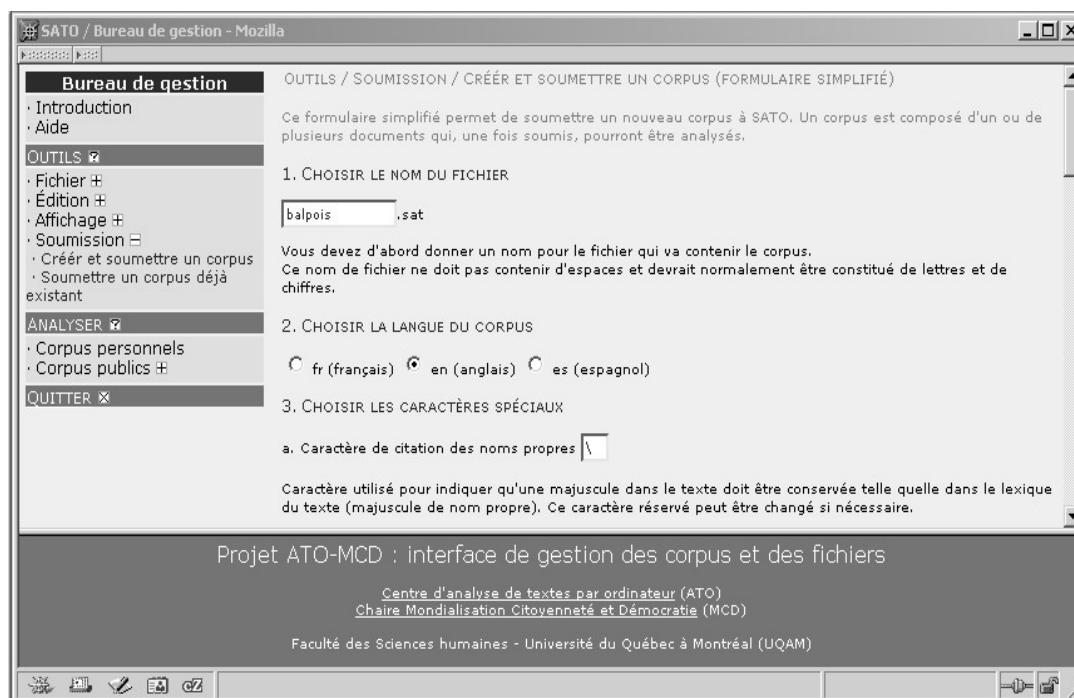 SATO / Bureau de gestion - Mozilla
Bureau de gestion
· Introduction
· Aide
OUTILS ?
· Fichier +
· Édition +
· Affichage +
· Soumission −
· Créér et soumettre un corpus
· Soumettre un corpus déjà
existant
ANALYSER ?
· Corpus personnels
· Corpus publics +
QUITTER x
OUTILS / SOUMISSION / CRÉÉR ET SOUMETTRE UN CORPUS (FORMULAIRE SIMPLIFIÉ)
Ce formulaire simplifié permet de soumettre un nouveau corpus à SATO. Un corpus est composé d'un ou de
plusieurs documents qui, une fois soumis, pourront être analysés.
1. CHOISIR LE NOM DU FICHIER
balpois .sat
Vous devez d'abord donner un nom pour le fichier qui va contenir le corpus.
Ce nom de fichier ne doit pas contenir d'espaces et devrait normalement être constitué de lettres et de
chiffres.
2. CHOISIR LA LANGUE DU CORPUS
fr (français) en (anglais) es (espagnol)
3. CHOISIR LES CARACTÈRES SPÉCIAUX
a. Caractère de citation des noms propres \
Caractère utilisé pour indiquer qu'une majuscule dans le texte doit être conservée telle quelle dans le lexique
du texte (majuscule de nom propre). Ce caractère réservé peut être changé si nécessaire.
Projet ATO-MCD : interface de gestion des corpus et des fichiers
Centre d'analyse de textes par ordinateur (ATO)
Chaire Mondialisation Citoyenneté et Démocratie (MCD)
Faculté des Sciences humaines - Université du Québec à Montréal (UQAM)
cZ